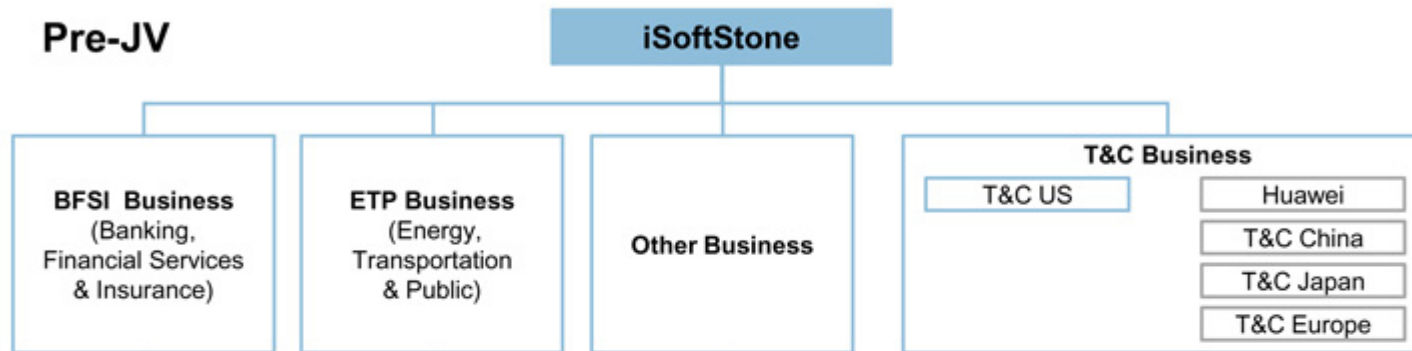 Pre-JV
iSoftStone
BFSI Business
(Banking,
Financial Services
& Insurance)
ETP Business
(Energy,
Transportation
& Public)
Other Business
T&C Business
T&C US
Huawei
T&C China
T&C Japan
T&C Europe